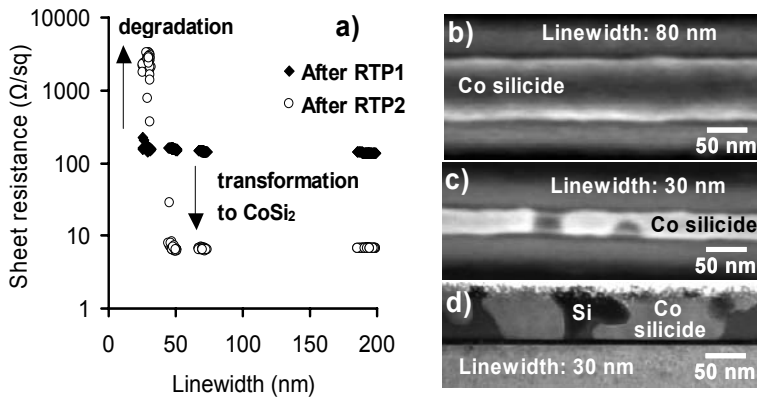 degradation
a)
After RTP1
After RTP2
transformation
to CoSi₂
Sheet resistance (Ω/sq)
10000
1000
100
10
1
0
50
100
150
200
Linewidth (nm)
b)
Linewidth: 80 nm
Co silicide
50 nm
c)
Linewidth: 30 nm
Co silicide
50 nm
d)
Si
Co
silicide
Linewidth: 30 nm
50 nm